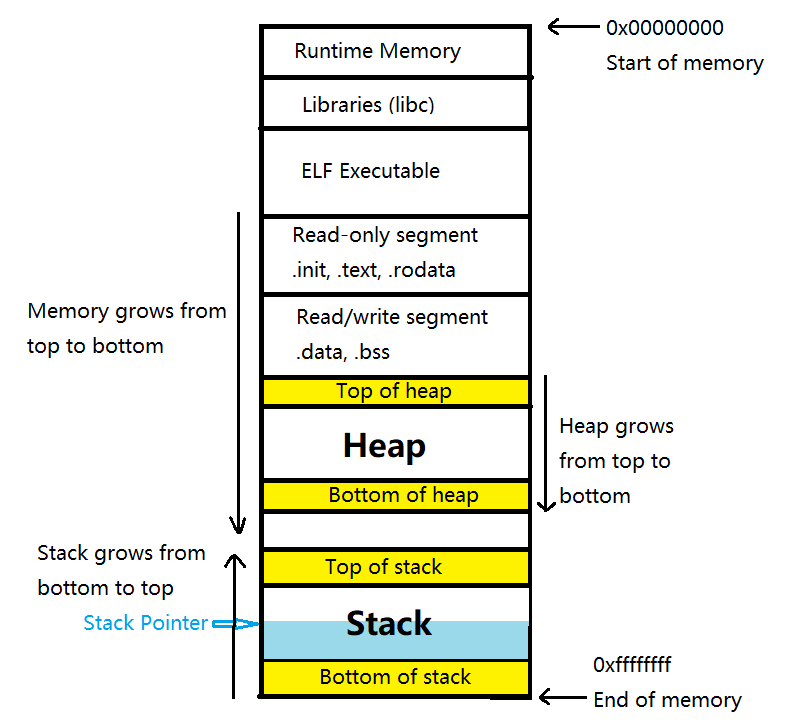 0x00000000
Start of memory
Runtime Memory
Libraries (libc)
ELF Executable
Read-only segment
.init, .text, .rodata
Memory grows from
top to bottom
Read/write segment
.data, .bss
Top of heap
Heap
Heap grows
from top to
bottom
Bottom of heap
Stack grows from
bottom to top
Top of stack
Stack Pointer
Stack
Bottom of stack
0xffffffff
End of memory